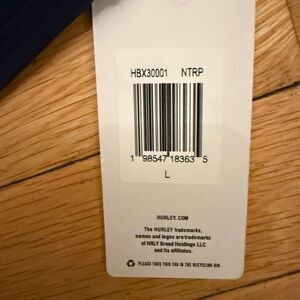 HBX30001 NTRP
1 98547 18363 5
L
HURLEY.COM
The HURLEY trademarks,
names and logos are trademarks
of HRLY Brand Holdings LLC
and its affiliates.
PLEASE TOSS THIS TAG IN THE RECYCLING BIN